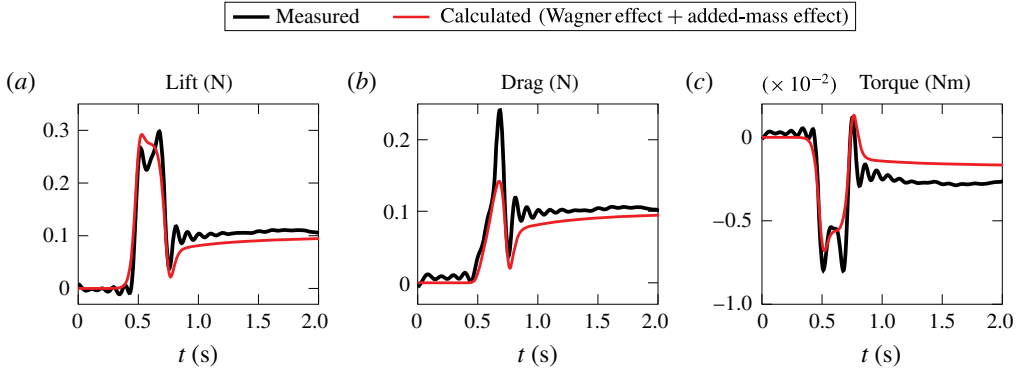 Measured Calculated (Wagner effect + added-mass effect)
(a) Lift (N) (b) Drag (N) (c) (× 10⁻²) Torque (Nm)
0.3
0.2
0.1
0
0 0.5 1.0 1.5 2.0
t (s)
0.2
0.1
0
0 0.5 1.0 1.5 2.0
t (s)
0
−0.5
−1.0
0 0.5 1.0 1.5 2.0
t (s)